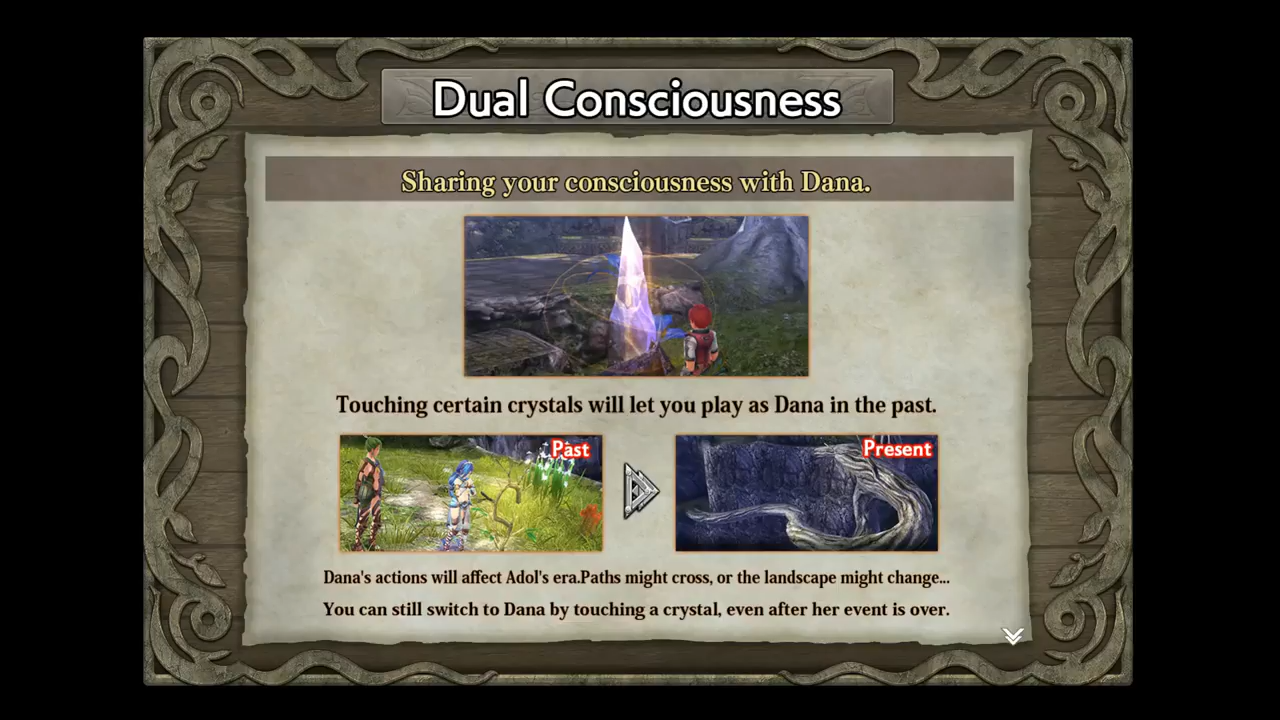 Dual Consciousness
Sharing your consciousness with Dana.
Touching certain crystals will let you play as Dana in the past.
Past
Present
Dana's actions will affect Adol's era.Paths might cross, or the landscape might change...
You can still switch to Dana by touching a crystal, even after her event is over.